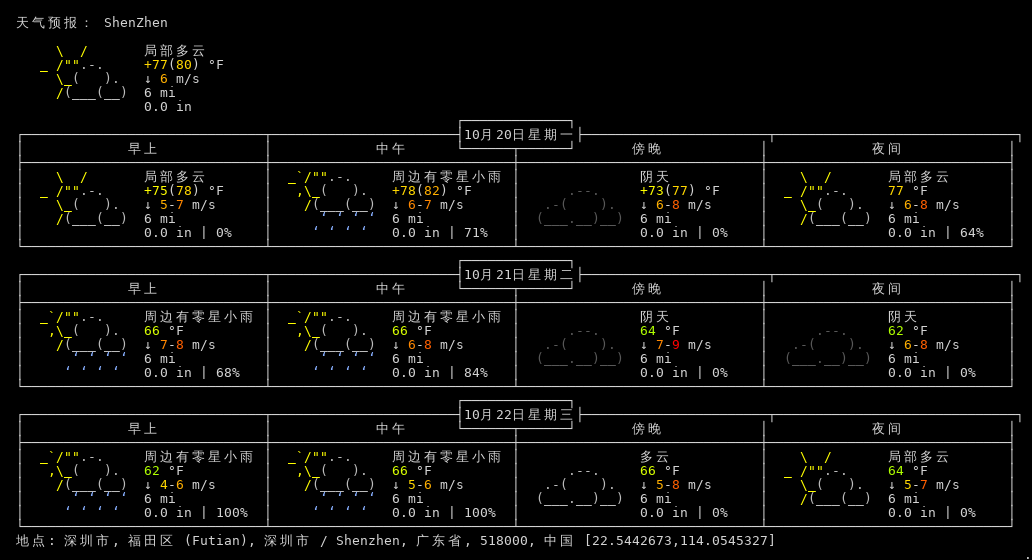 天气预报： ShenZhen
局部多云
+77(80) °F
↓ 6 m/s
6 mi
0.0 in
10月20日星期一
早上 中午 傍晚 夜间
局部多云 周边有零星小雨 阴天 局部多云
+75(78) °F +78(82) °F +73(77) °F 77 °F
↓ 5-7 m/s ↓ 6-7 m/s ↓ 6-8 m/s ↓ 6-8 m/s
6 mi 6 mi 6 mi 6 mi
0.0 in | 0% 0.0 in | 71% 0.0 in | 0% 0.0 in | 64%
10月21日星期二
早上 中午 傍晚 夜间
周边有零星小雨 周边有零星小雨 阴天 阴天
66 °F 66 °F 64 °F 62 °F
↓ 7-8 m/s ↓ 6-8 m/s ↓ 7-9 m/s ↓ 6-8 m/s
6 mi 6 mi 6 mi 6 mi
0.0 in | 68% 0.0 in | 84% 0.0 in | 0% 0.0 in | 0%
10月22日星期三
早上 中午 傍晚 夜间
周边有零星小雨 周边有零星小雨 多云 局部多云
62 °F 66 °F 66 °F 64 °F
↓ 4-6 m/s ↓ 5-6 m/s ↓ 5-8 m/s ↓ 5-7 m/s
6 mi 6 mi 6 mi 6 mi
0.0 in | 100% 0.0 in | 100% 0.0 in | 0% 0.0 in | 0%
地点: 深圳市, 福田区 (Futian), 深圳市 / Shenzhen, 广东省, 518000, 中国 [22.5442673,114.0545327]